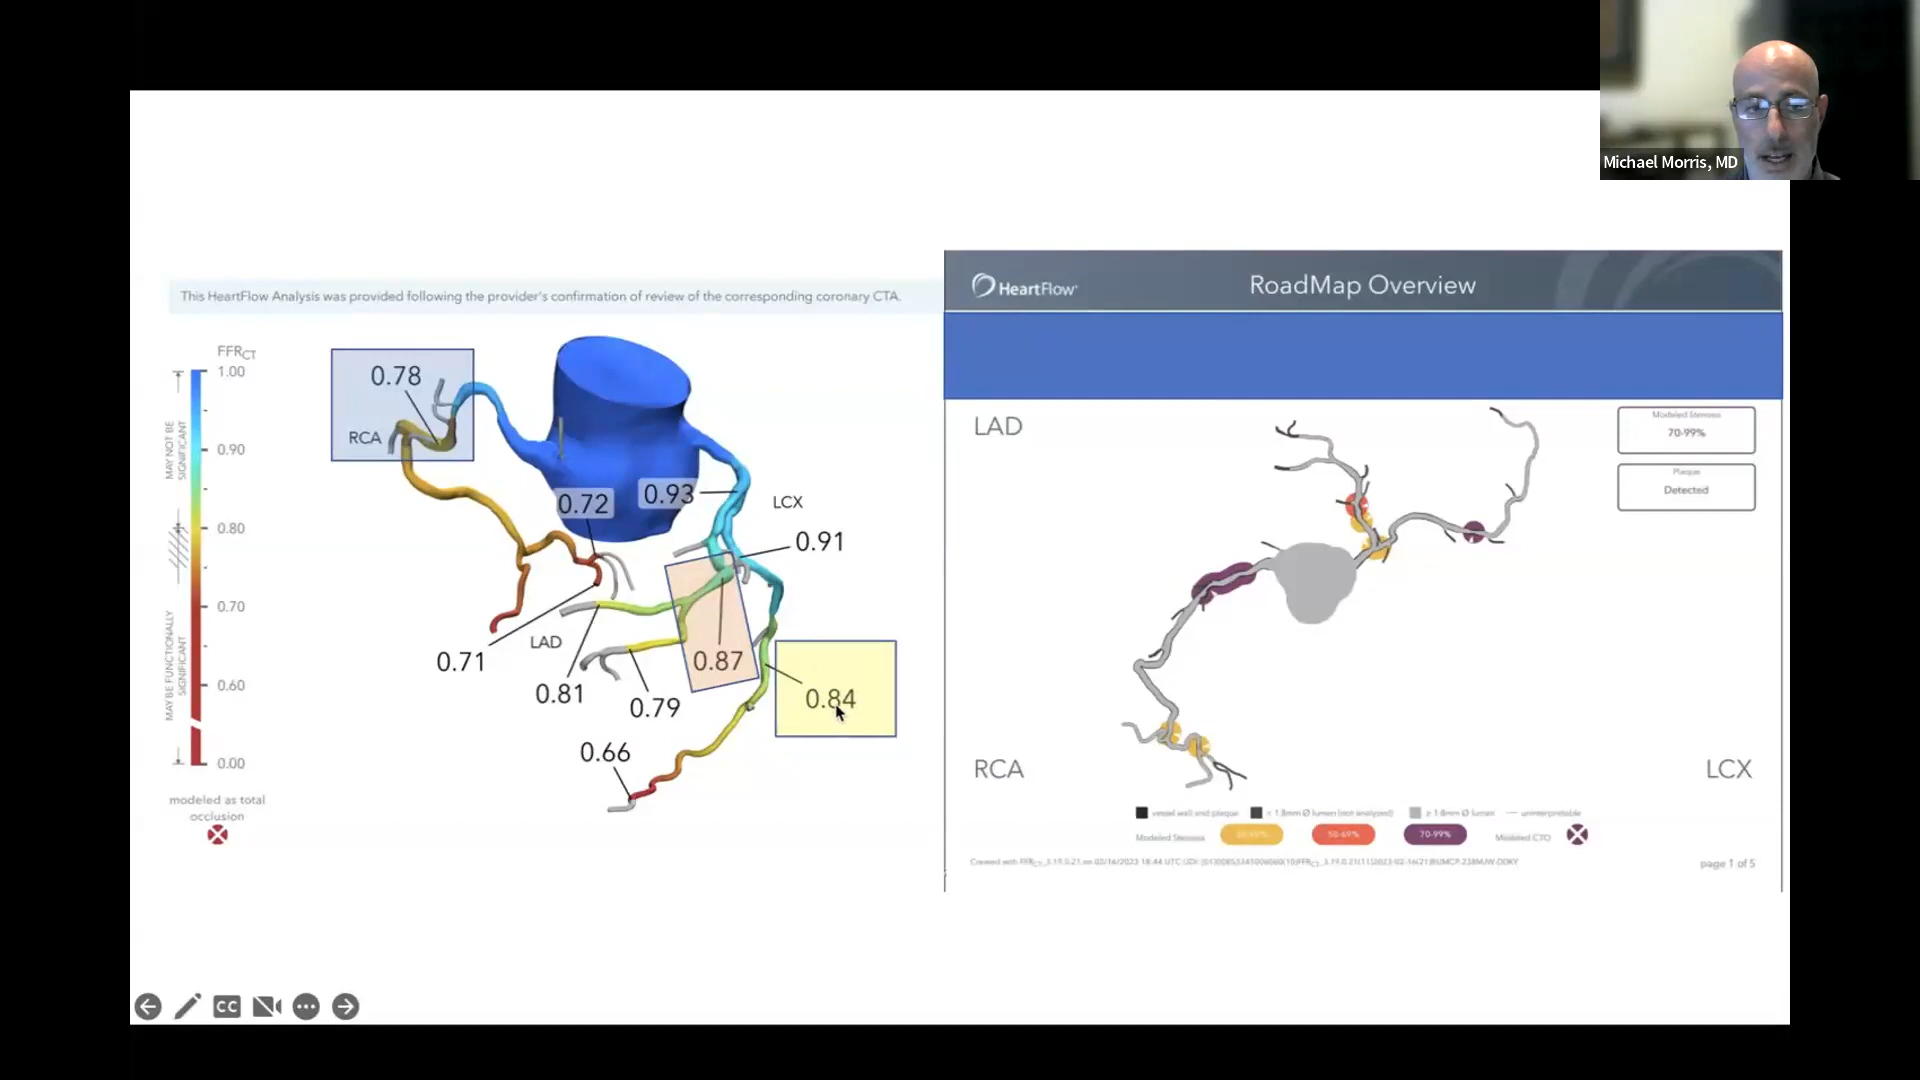 Michael Morris, MD
This HeartFlow Analysis was provided following the provider's confirmation of review of the corresponding coronary CTA.
FFRCT
1.00
0.90
0.80
0.70
0.60
0.00
MAY NOT BE
SIGNIFICANT
MAY BE FUNCTIONALLY
SIGNIFICANT
modeled as total
occlusion
0.78
RCA
0.72
0.93
LCX
0.91
LAD
0.71
0.81
0.79
0.87
0.84
0.66
HeartFlow
RoadMap Overview
LAD
Modeled Stenosis
70-99%
Plaque
Detected
RCA
LCX
vessel wall and plaque
< 1.8mm Ø lumen (not analyzed)
≥ 1.8mm Ø lumen
uninterpretable
Modeled Stenosis
50-69%
70-99%
Modeled CTO
page 1 of 5
CC